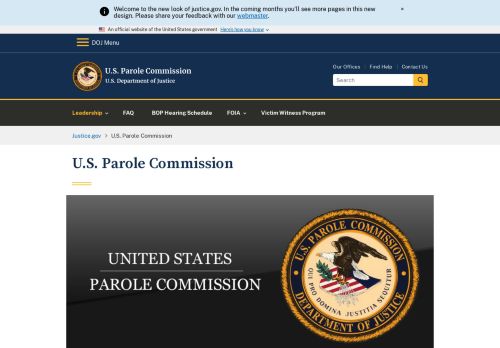 Welcome to the new look of justice.gov. In the coming months you'll see more pages in this new
design. Please share your feedback with our webmaster.
An official website of the United States government Here's how you know
DOJ Menu
U.S. Parole Commission
U.S. Department of Justice
Our Offices | Find Help | Contact Us
Search
Leadership FAQ BOP Hearing Schedule FOIA Victim Witness Program
Justice.gov > U.S. Parole Commission
U.S. Parole Commission
UNITED STATES
PAROLE COMMISSION
U.S. PAROLE COMMISSION
QUI PRO DOMINA JUSTITIA SEQUITUR
DEPARTMENT OF JUSTICE